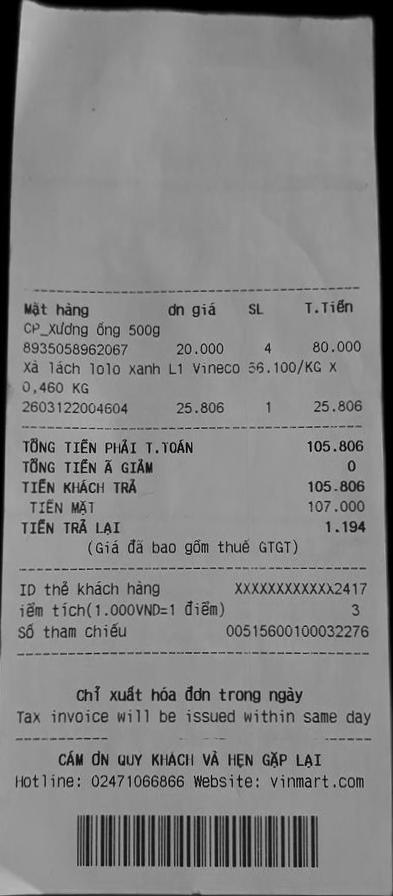 Mặt hàng ơn giá SL T.Tiền
CP_Xương ống 500g
8935058962067 20.000 4 80.000
Xà lách lolo xanh L1 Vineco 56.100/KG X
0,460 KG
2603122004604 25.806 1 25.806
TỔNG TIỀN PHẢI T.TOÁN 105.806
TỔNG TIỀN Ã GIẢM 0
TIỀN KHÁCH TRẢ 105.806
TIỀN MẶT 107.000
TIỀN TRẢ LẠI 1.194
(Giá đã bao gồm thuế GTGT)
ID thẻ khách hàng XXXXXXXXXXXX2417
iểm tích(1.000VND=1 điểm) 3
Số tham chiếu 00515600100032276
Chỉ xuất hóa đơn trong ngày
Tax invoice will be issued within same day
CÁM ƠN QUÝ KHÁCH VÀ HẸN GẶP LẠI
Hotline: 02471066866 Website: vinmart.com